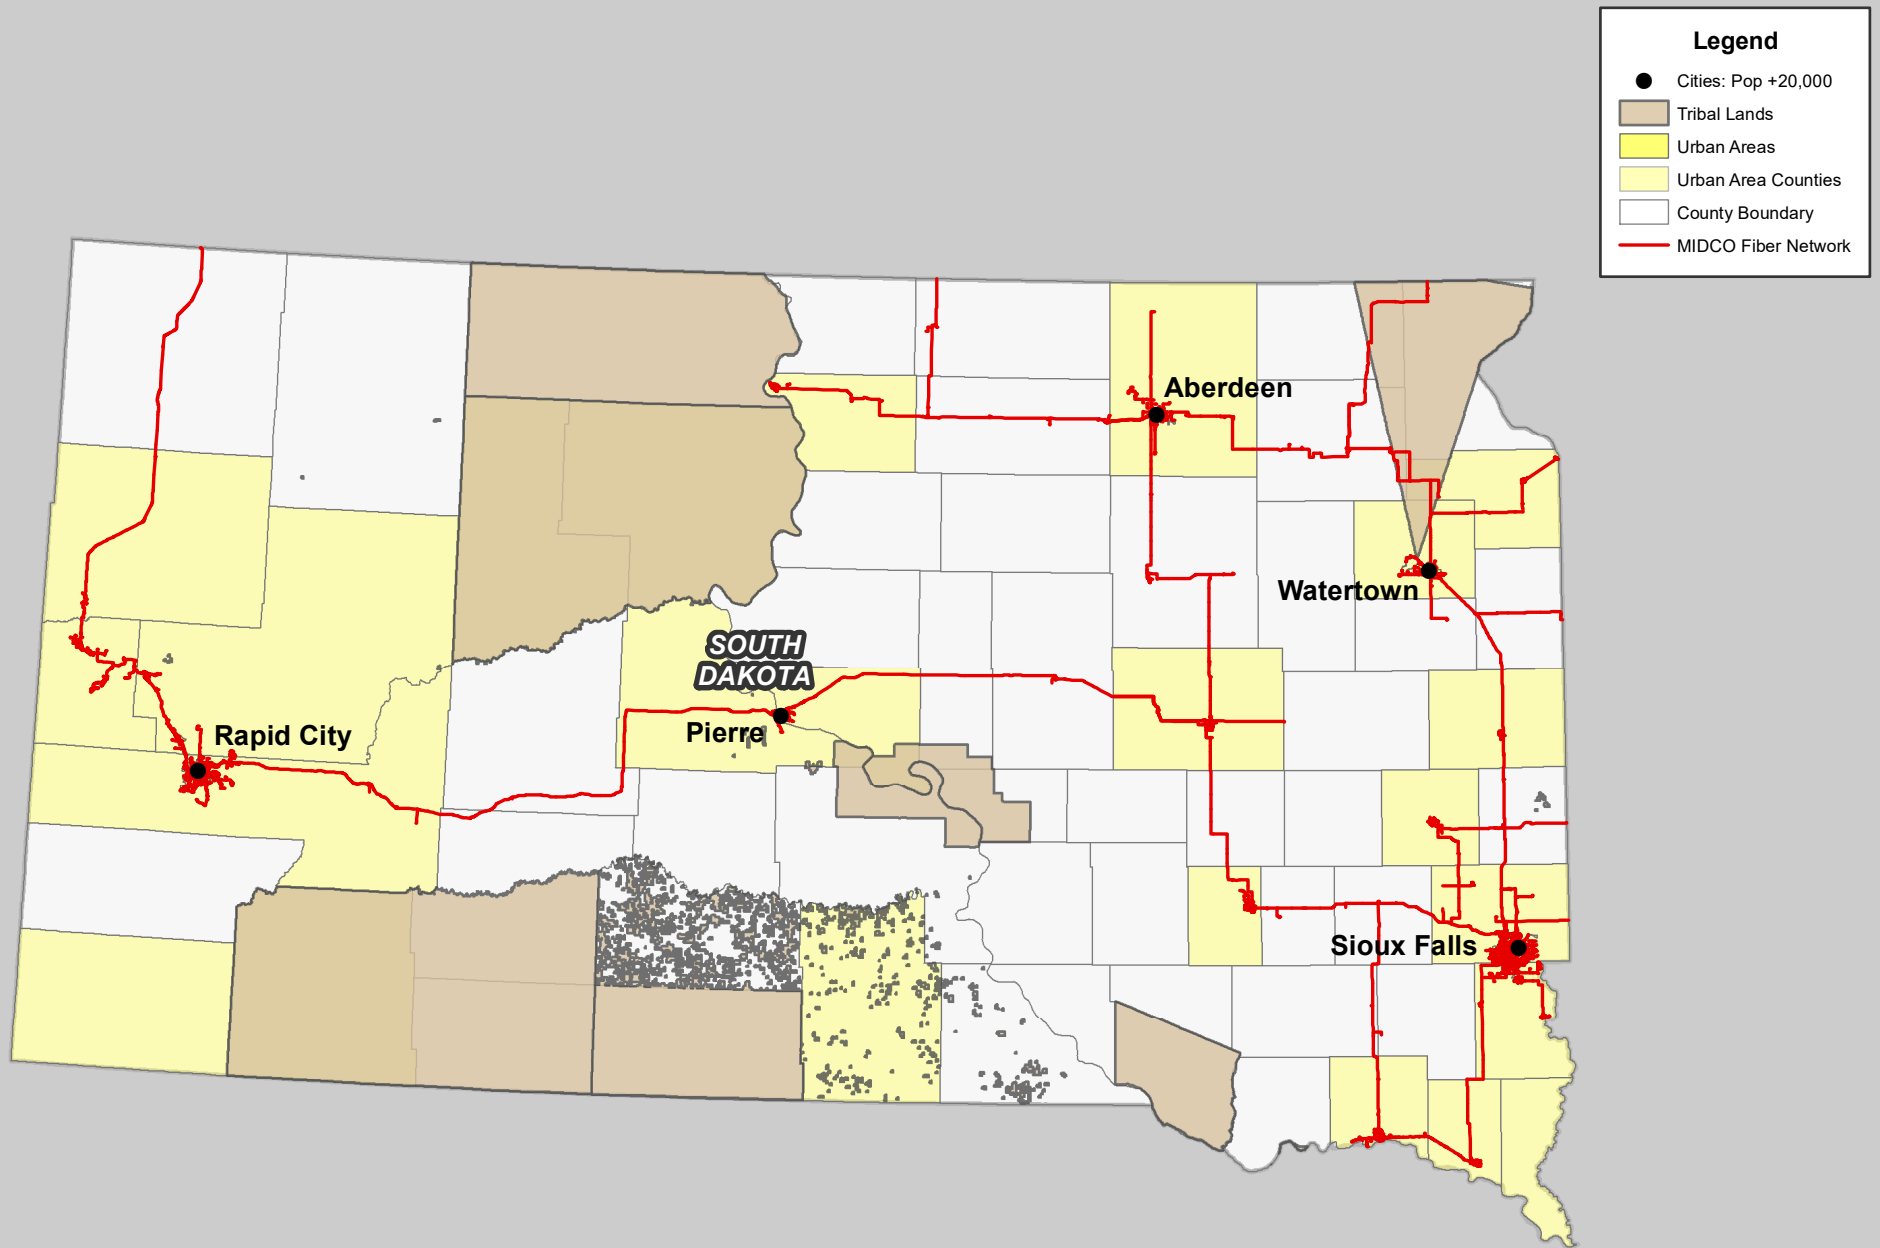 Legend
Cities: Pop +20,000
Tribal Lands
Urban Areas
Urban Area Counties
County Boundary
MIDCO Fiber Network
Aberdeen
Watertown
SOUTH
DAKOTA
Pierre
Rapid City
Sioux Falls